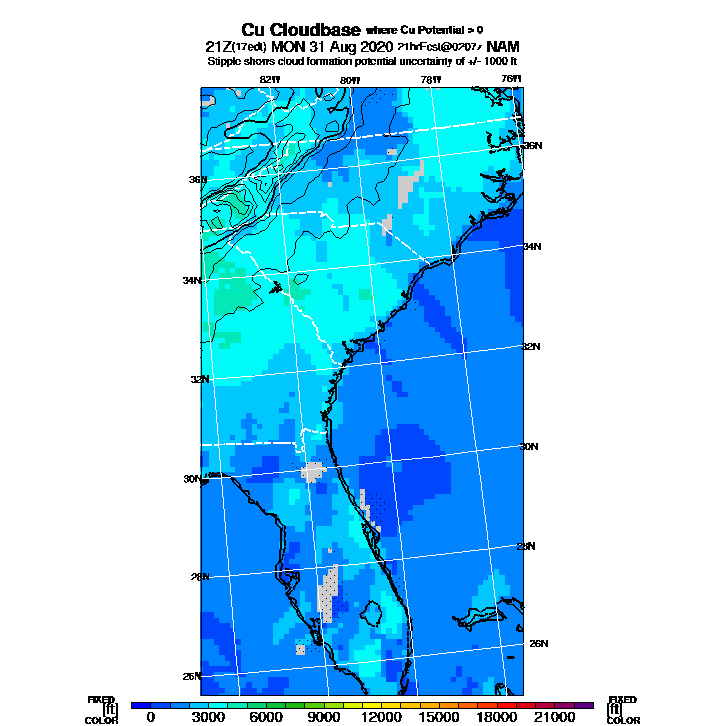 Cu Cloudbase where Cu Potential > 0
21Z(17edt) MON 31 Aug 2020 21hrFcst@0207z NAM
Stipple shows cloud formation potential uncertainty of +/- 1000 ft
82W 80W 78W 76W
36N 36N
34N 34N
32N 32N
30N 30N
28N 28N
26N 26N
FIXED FIXED
[ft] [ft]
COLOR COLOR
0 3000 6000 9000 12000 15000 18000 21000